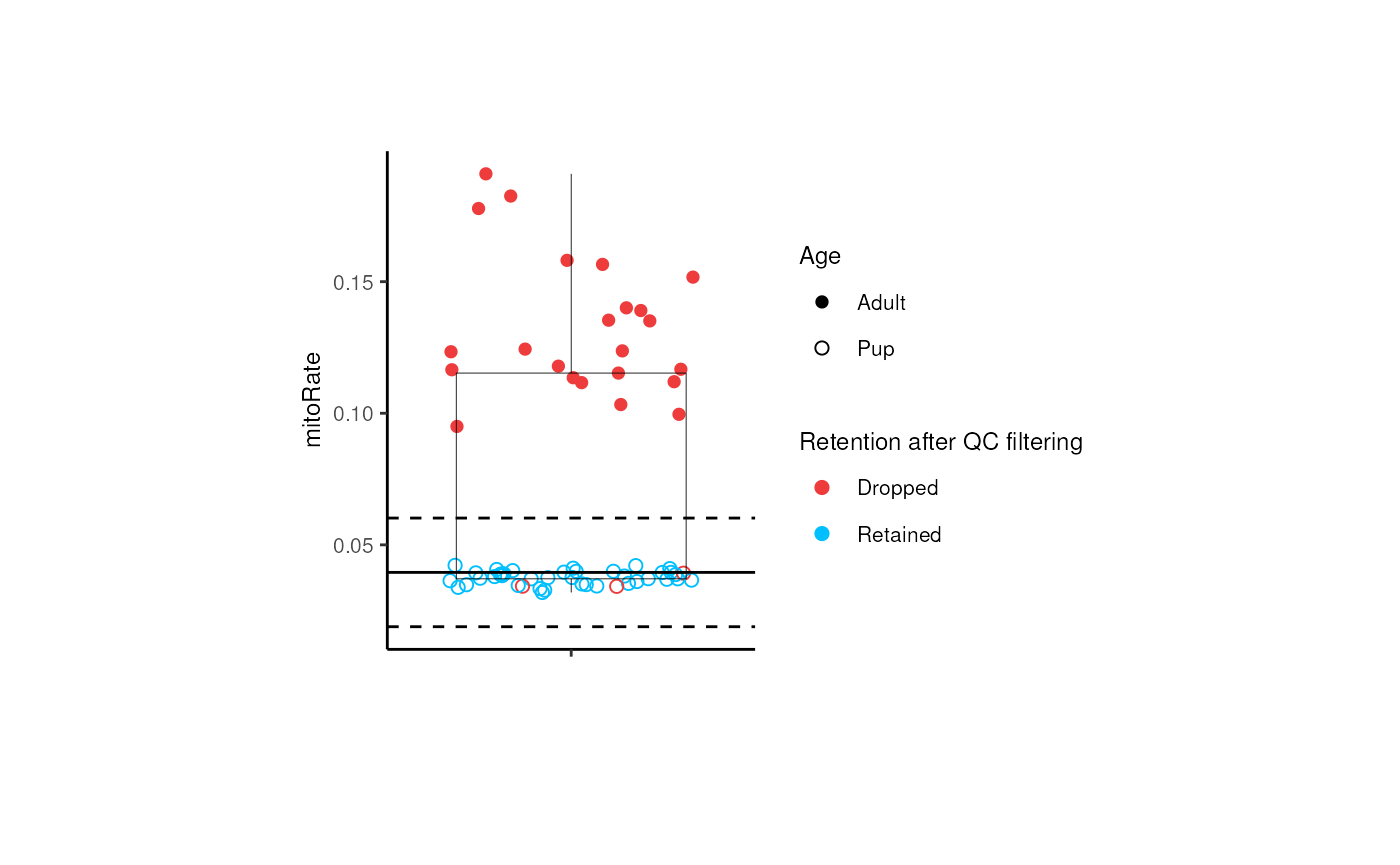 mitoRate
0.15
0.10
0.05
Age
Adult
Pup
Retention after QC filtering
Dropped
Retained